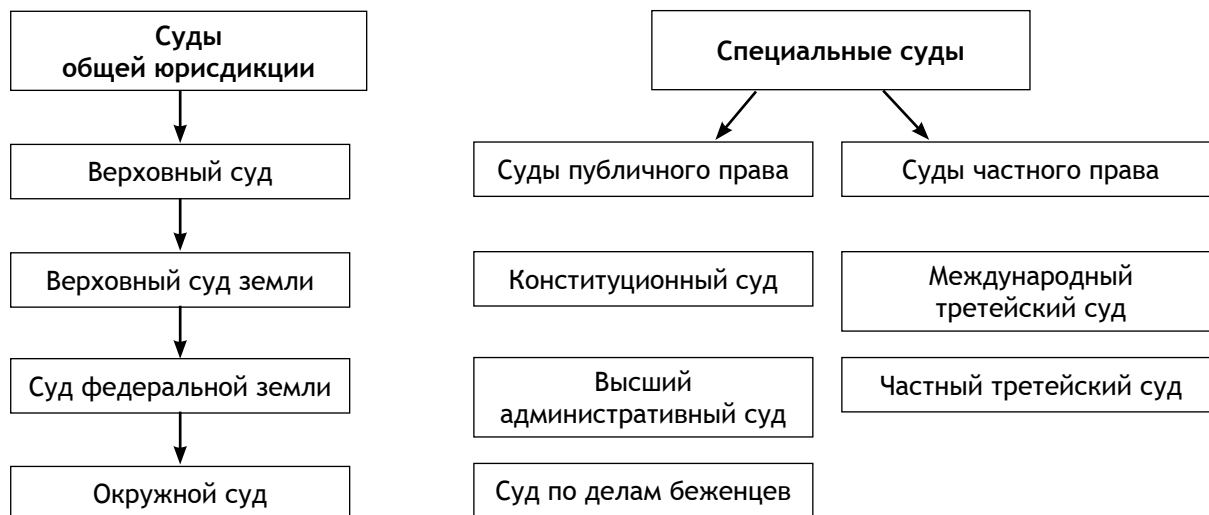 Суды
общей юрисдикции
Верховный суд
Верховный суд земли
Суд федеральной земли
Окружной суд
Специальные суды
Суды публичного права
Суды частного права
Конституционный суд
Международный
третейский суд
Высший
административный суд
Частный третейский суд
Суд по делам беженцев